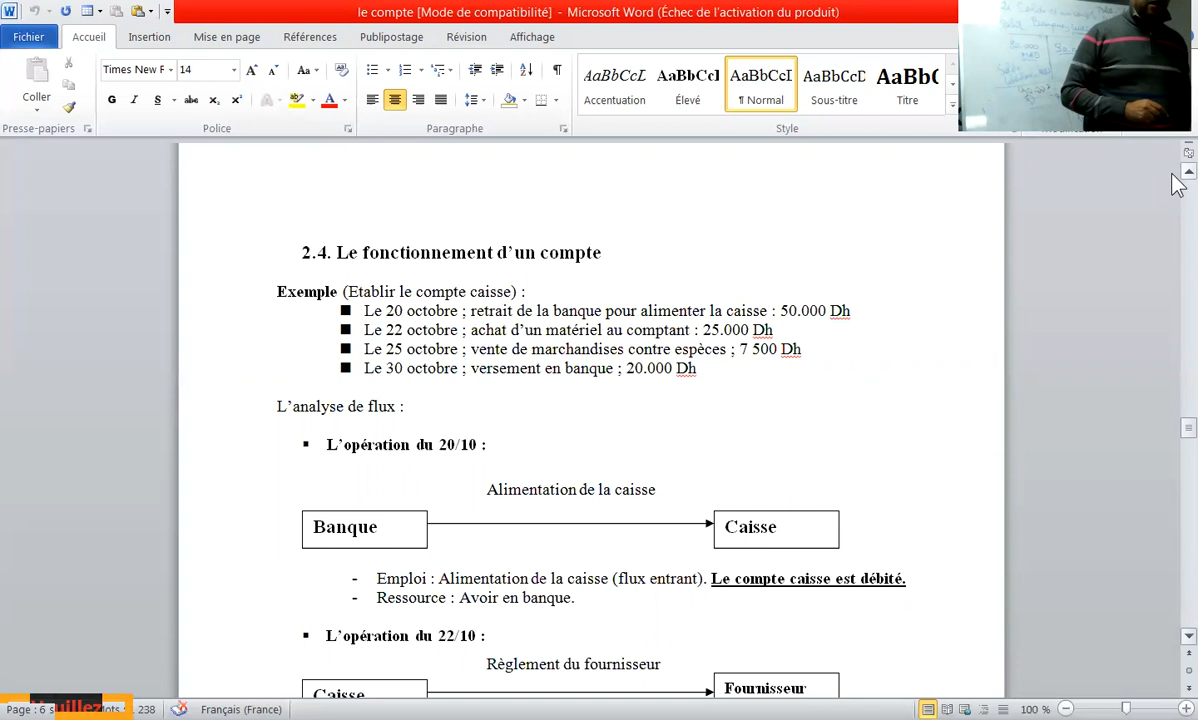 le compte [Mode de compatibilité] - Microsoft Word (Échec de l'activation du produit)
Fichier Accueil Insertion Mise en page Références Publipostage Révision Affichage
Coller
Times New F 14
Accentuation Élevé ¶ Normal Sous-titre Titre
Presse-papiers Police Paragraphe Style
2.4. Le fonctionnement d'un compte
Exemple (Etablir le compte caisse) :
■ Le 20 octobre ; retrait de la banque pour alimenter la caisse : 50.000 Dh
■ Le 22 octobre ; achat d'un matériel au comptant : 25.000 Dh
■ Le 25 octobre ; vente de marchandises contre espèces ; 7 500 Dh
■ Le 30 octobre ; versement en banque ; 20.000 Dh
L'analyse de flux :
▪ L'opération du 20/10 :
Alimentation de la caisse
Banque Caisse
- Emploi : Alimentation de la caisse (flux entrant). Le compte caisse est débité.
- Ressource : Avoir en banque.
▪ L'opération du 22/10 :
Règlement du fournisseur
Caisse Fournisseur
Page : 6 238 Français (France) 100 %